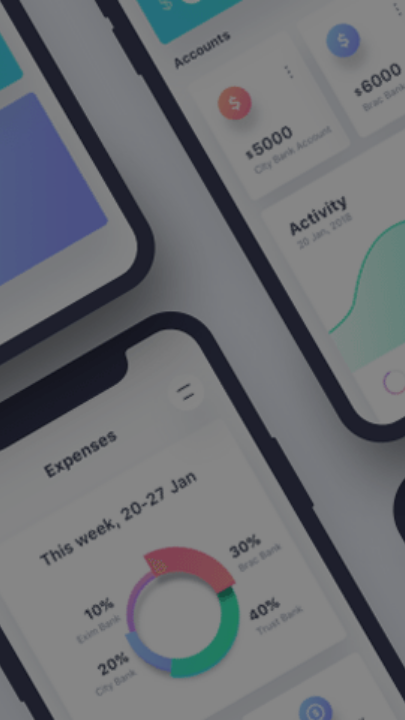 Accounts
$5000
City Bank Account
$6000
Brac Bank
Activity
20 Jan, 2018
Expenses
This week, 20-27 Jan
30%
Brac Bank
10%
Exim Bank
40%
Trust Bank
20%
City Bank